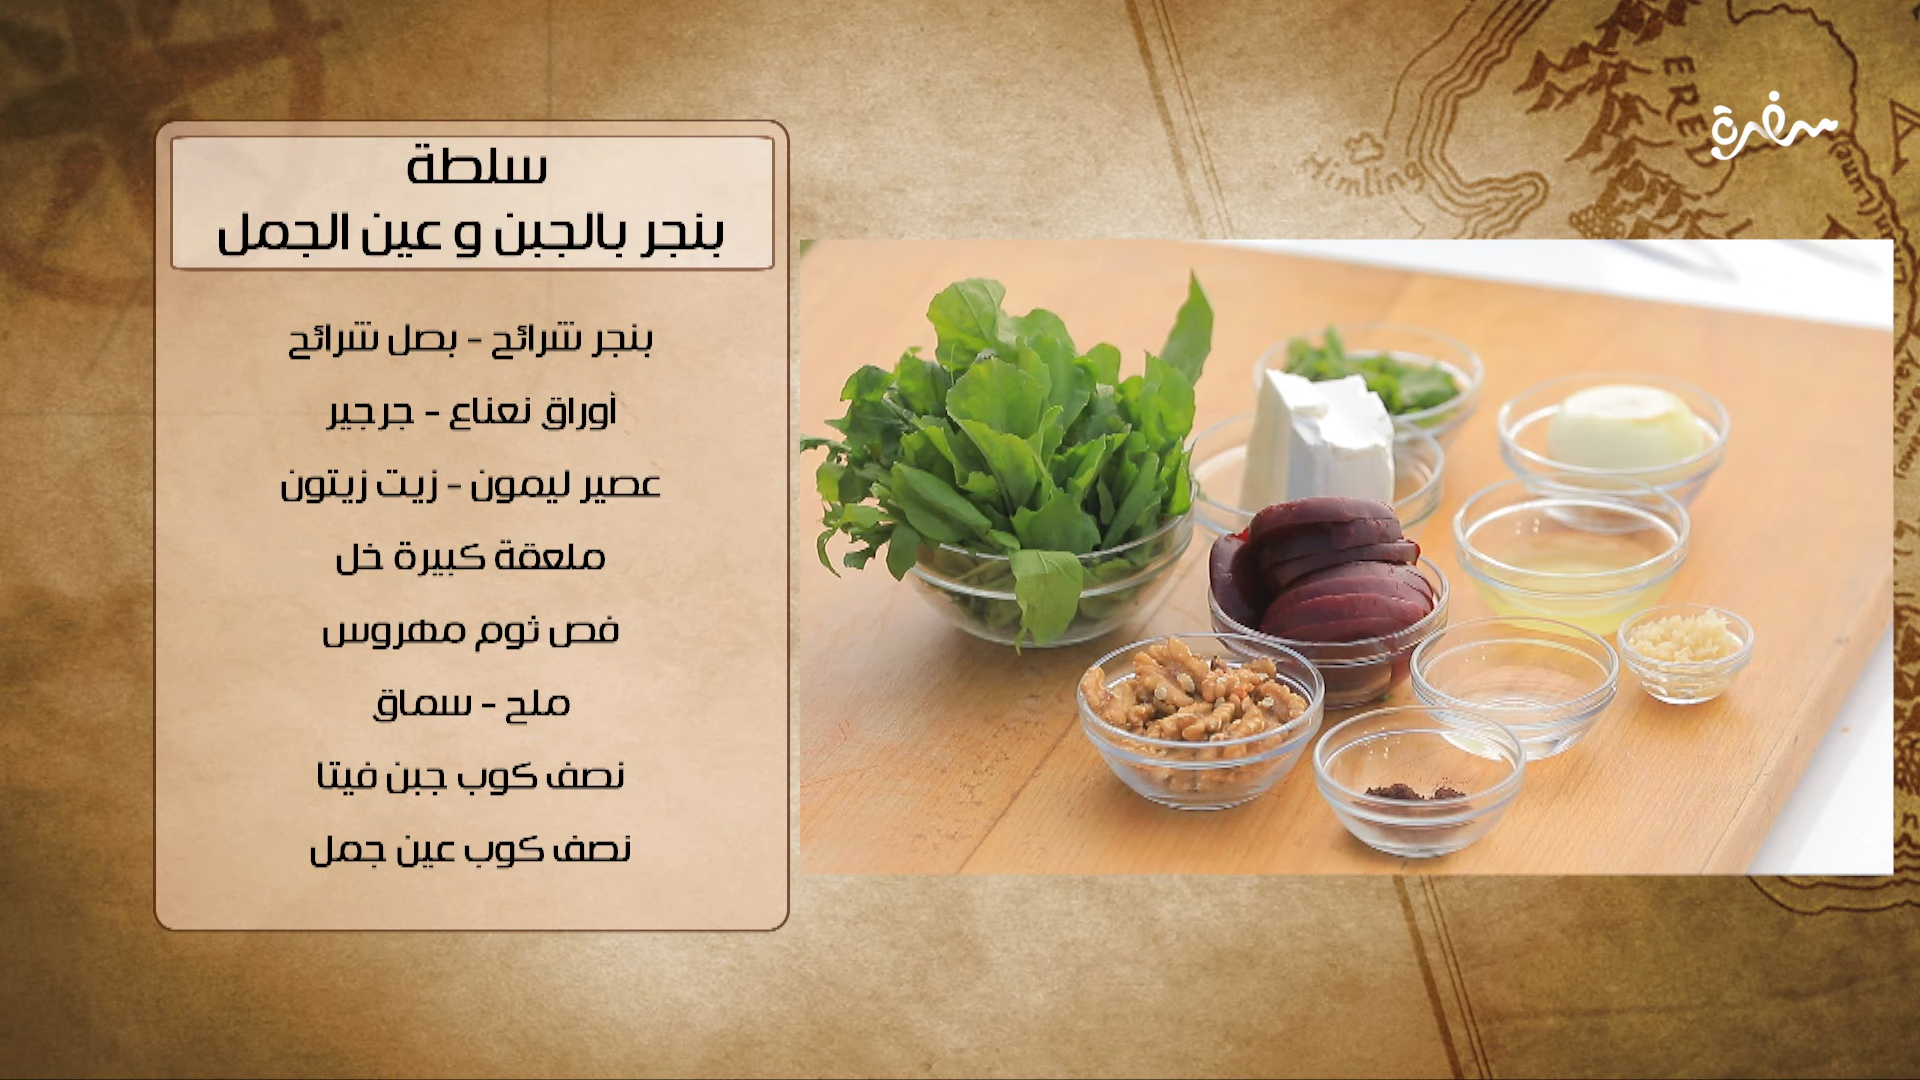 سلطة
بنجر بالجبن و عين الجمل
بنجر شرائح - بصل شرائح
أوراق نعناع - جرجير
عصير ليمون - زيت زيتون
ملعقة كبيرة خل
فص ثوم مهروس
ملح - سماق
نصف كوب جبن فيتا
نصف كوب عين جمل
سفرة
Himling